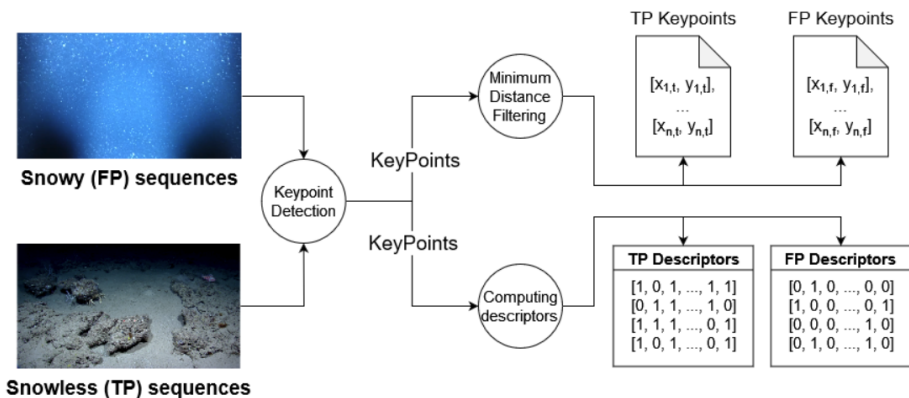 Snowy (FP) sequences
Snowless (TP) sequences
Keypoint
Detection
KeyPoints
KeyPoints
Minimum
Distance
Filtering
Computing
descriptors
TP Keypoints
[x1,t, y1,t],
...
[xn,t, yn,t]
FP Keypoints
[x1,f, y1,f],
...
[xn,f, yn,f]
TP Descriptors
[1, 0, 1, ..., 1, 1]
[0, 1, 1, ..., 1, 0]
[1, 1, 1, ..., 0, 1]
[1, 0, 1, ..., 0, 1]
FP Descriptors
[0, 1, 0, ..., 0, 0]
[1, 0, 0, ..., 0, 1]
[0, 0, 0, ..., 1, 0]
[0, 1, 0, ..., 1, 0]